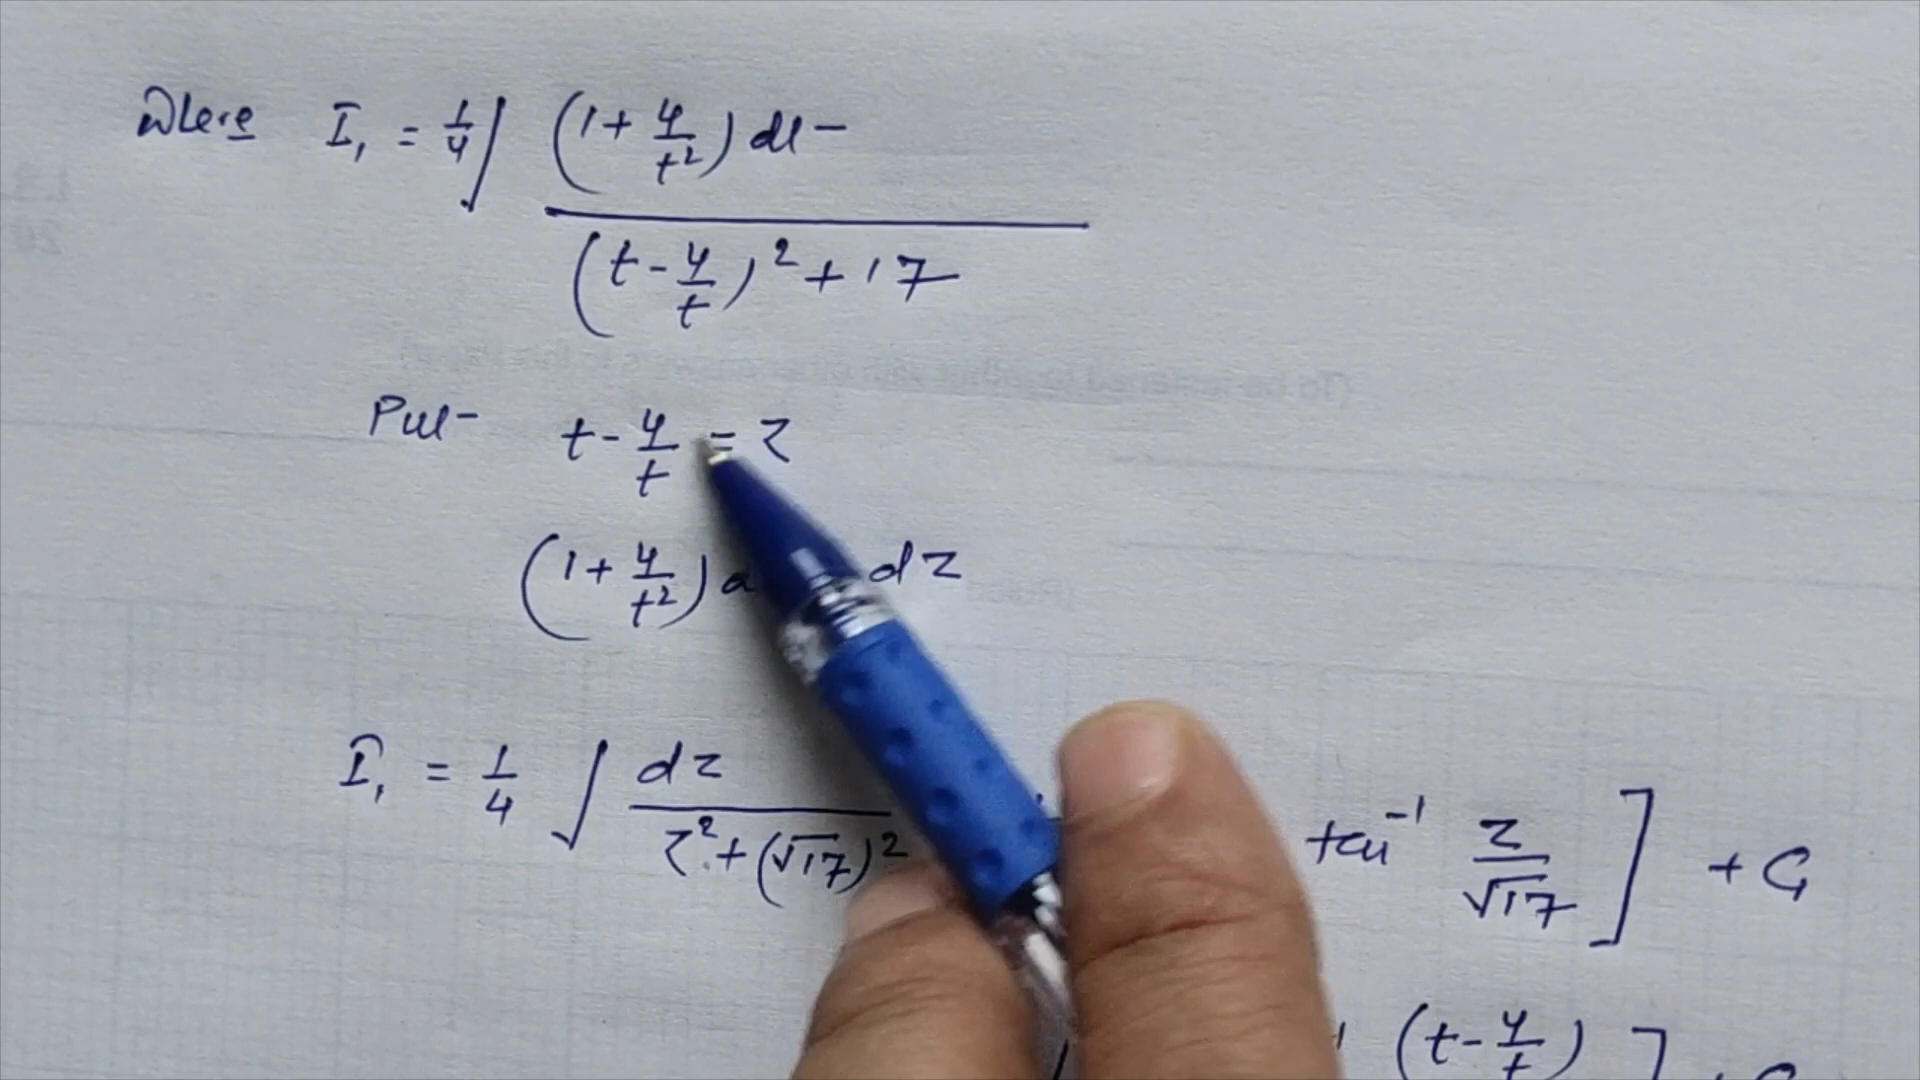 Where I₁ = 1/4 ∫ (1 + 4/t²) dt / ((t - 4/t)² + 17)
Put t - 4/t = z
(1 + 4/t²) dz
I₁ = 1/4 ∫ dz / (z² + (√17)²) tan⁻¹ z/√17 ] + C₁
(t - 4/t) ]